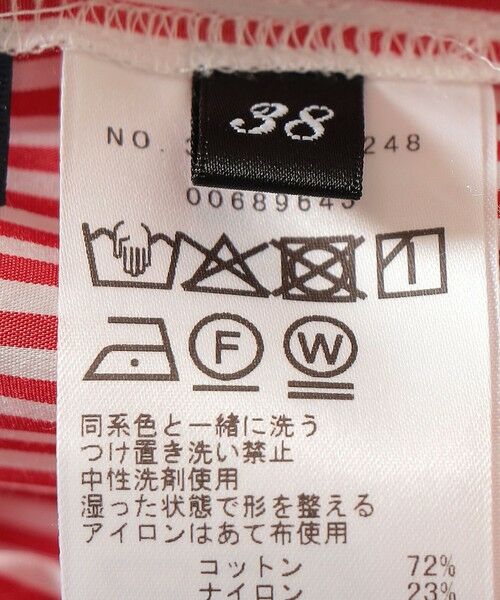 38
NO. 248
0068964
F W
同系色と一緒に洗う
つけ置き洗い禁止
中性洗剤使用
湿った状態で形を整える
アイロンはあて布使用
コットン 72%
ナイロン 23%